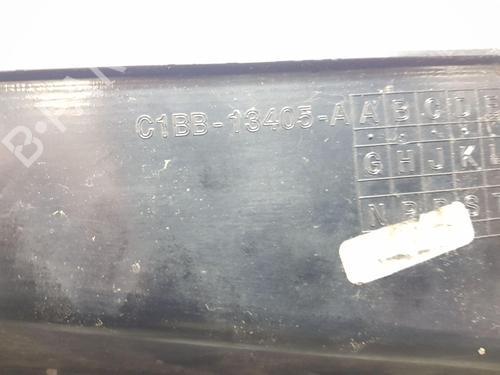 C1BB-13405-A
A B C D E
G H J K L
N P R S